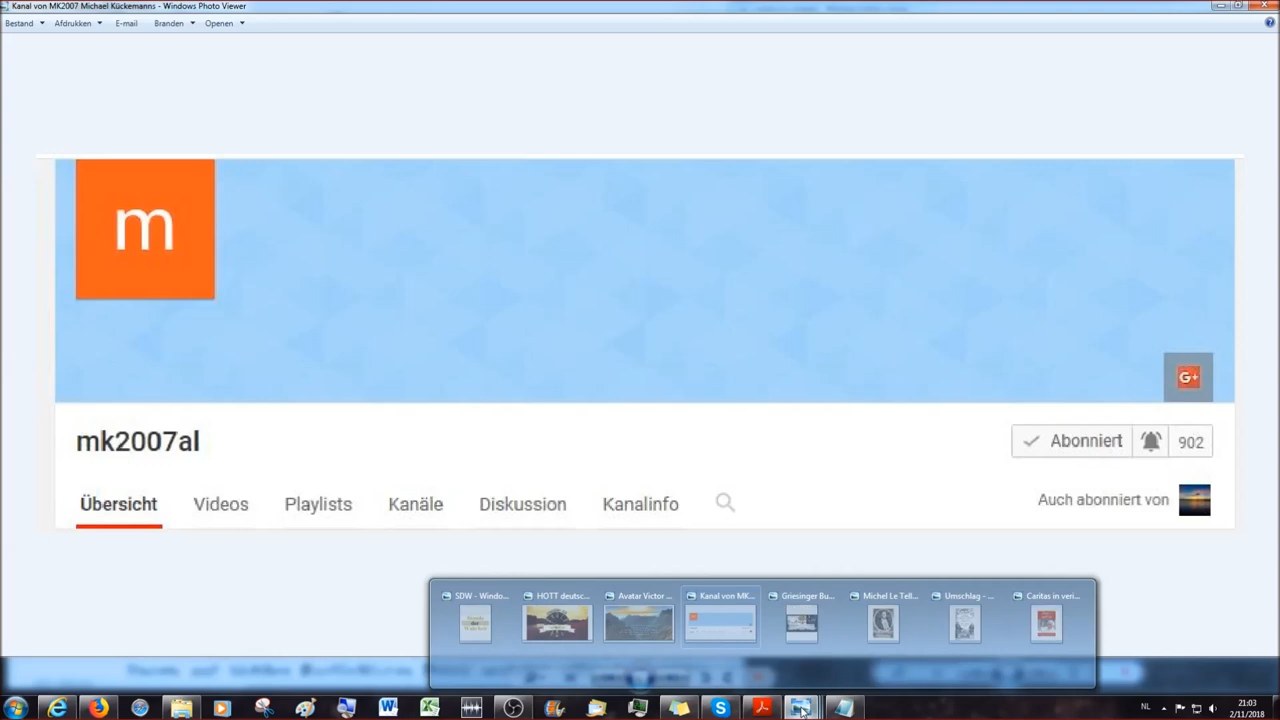 Kanal von MK2007 Michael Kückemanns - Windows Photo Viewer
Bestand Afdrukken E-mail Branden Openen
m
G+
mk2007al
Abonniert 902
Übersicht Videos Playlists Kanäle Diskussion Kanalinfo
Auch abonniert von
SDW - Windo... HOTT deutsc... Avatar Victor ... Kanal von MK... Griesinger Bu... Michel Le Tell... Umschlag - ... Caritas in veri...
NL 21:03
2/11/2018